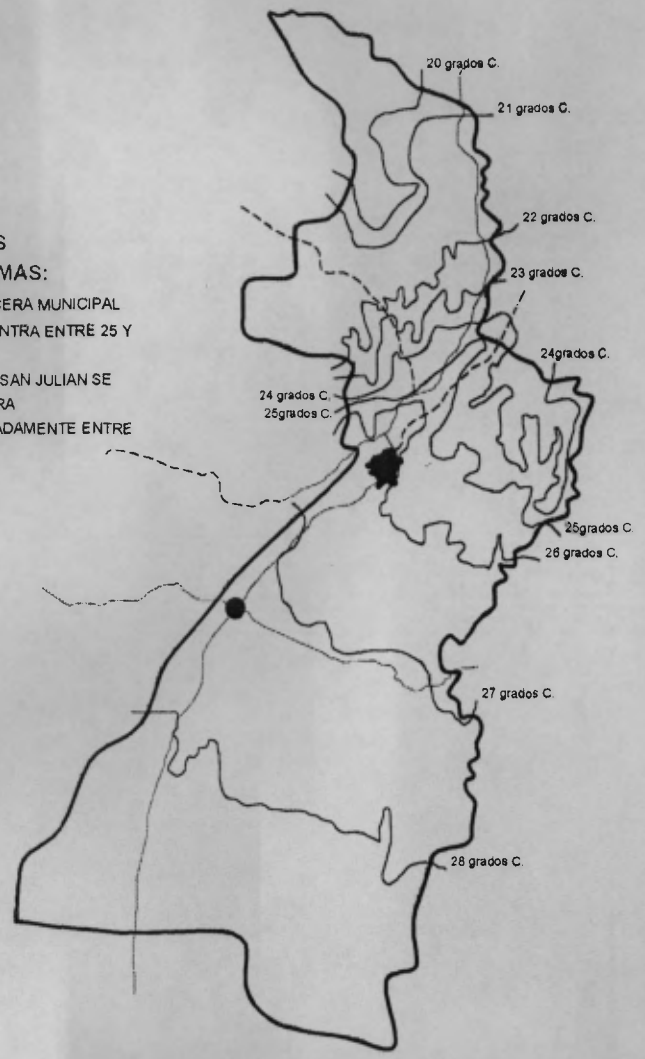 S
MAS:
CERA MUNICIPAL
NTRA ENTRE 25 Y
SAN JULIAN SE
RA
ADAMENTE ENTRE
20 grados C.
21 grados C.
22 grados C.
23 grados C.
24grados C.
24 grados C.
25grados C.
25grados C.
26 grados C.
27 grados C.
28 grados C.